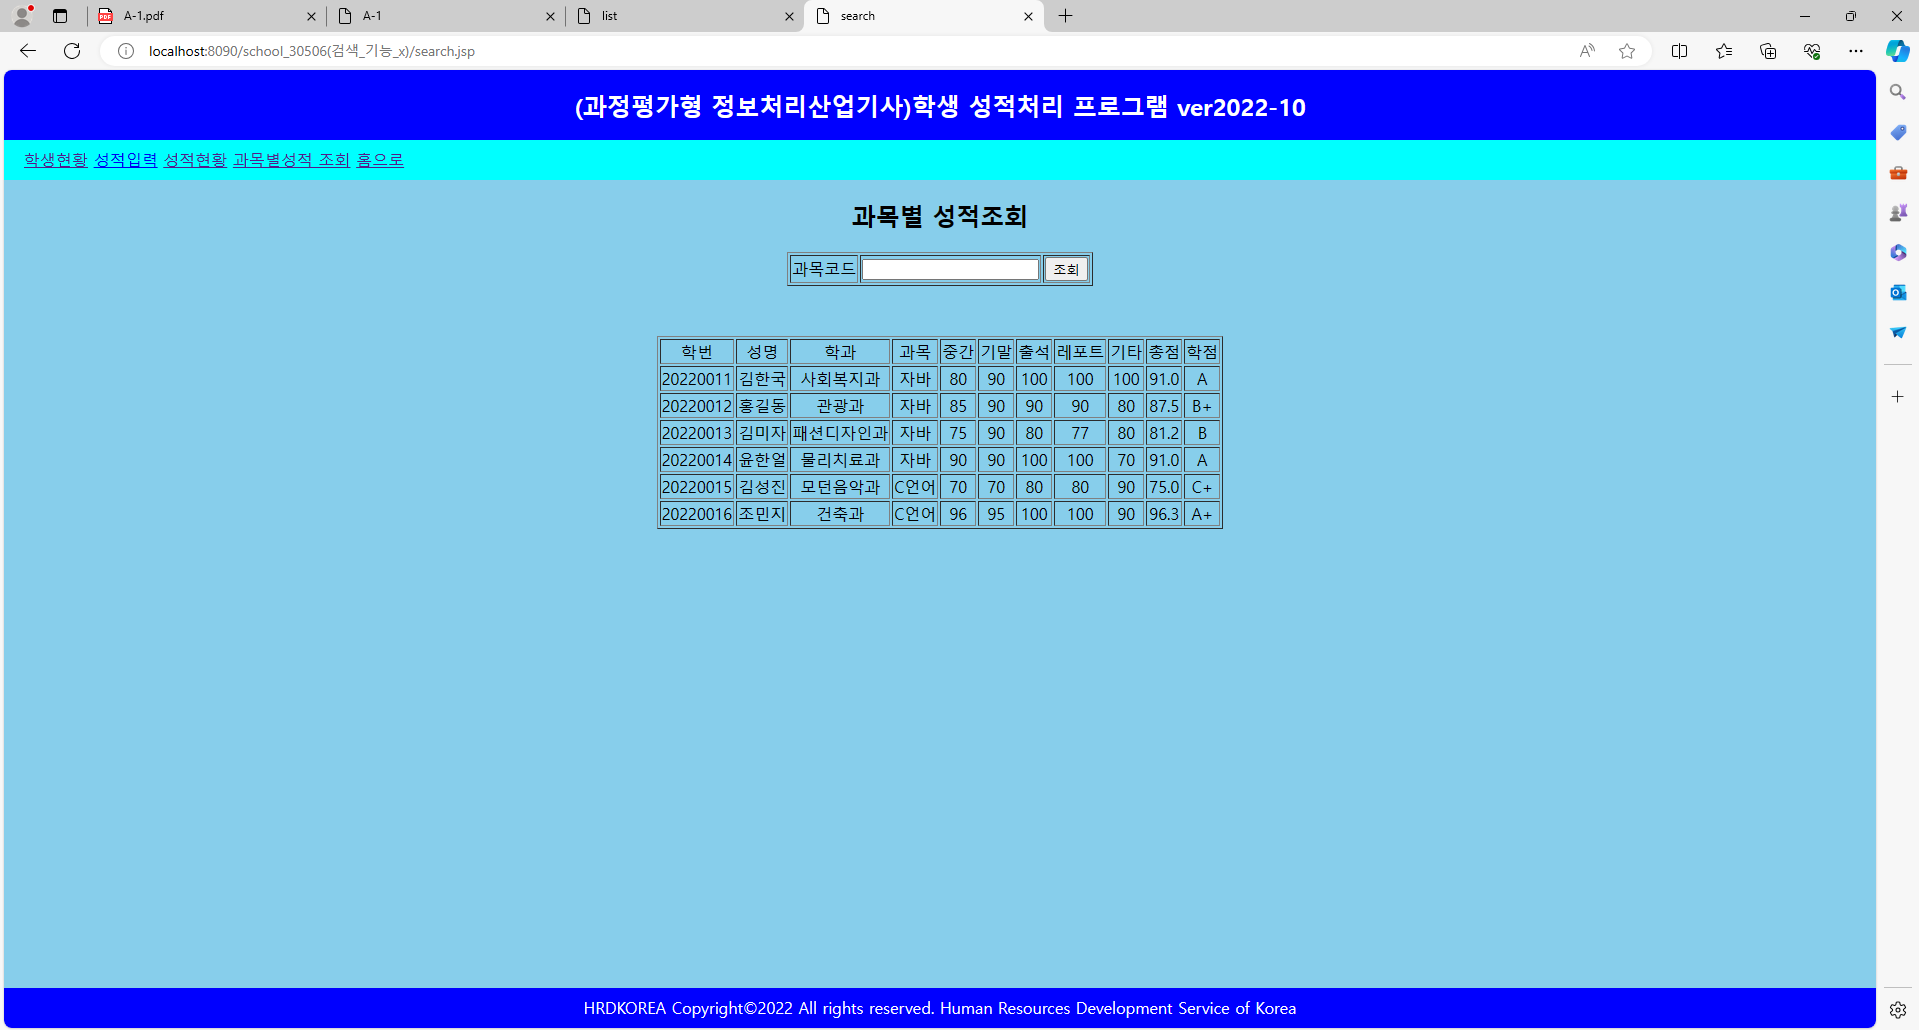 A-1.pdf A-1 list search
localhost:8090/school_30506(검색_기능_x)/search.jsp
(과정평가형 정보처리산업기사)학생 성적처리 프로그램 ver2022-10
학생현황 성적입력 성적현황 과목별성적 조회 홈으로
과목별 성적조회
과목코드 조회
학번 성명 학과 과목 중간 기말 출석 레포트 기타 총점 학점
20220011 김한국 사회복지과 자바 80 90 100 100 100 91.0 A
20220012 홍길동 관광과 자바 85 90 90 90 80 87.5 B+
20220013 김미자 패션디자인과 자바 75 90 80 77 80 81.2 B
20220014 윤한얼 물리치료과 자바 90 90 100 100 70 91.0 A
20220015 김성진 모던음악과 C언어 70 70 80 80 90 75.0 C+
20220016 조민지 건축과 C언어 96 95 100 100 90 96.3 A+
HRDKOREA Copyright©2022 All rights reserved. Human Resources Development Service of Korea